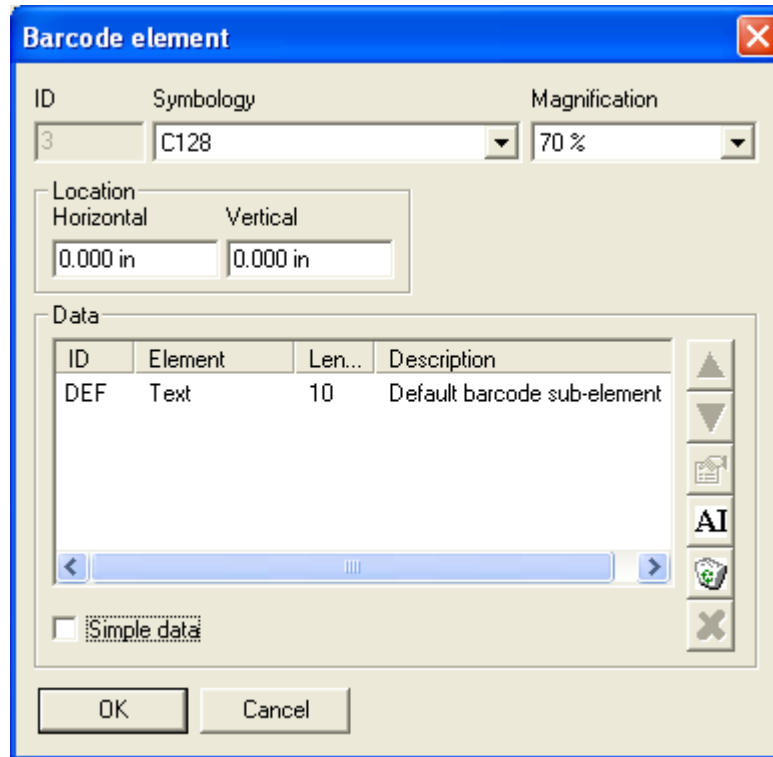 Barcode element
ID Symbology Magnification
3 C128 70 %
Location
Horizontal Vertical
0.000 in 0.000 in
Data
ID Element Len... Description
DEF Text 10 Default barcode sub-element
AI
Simple data
OK Cancel